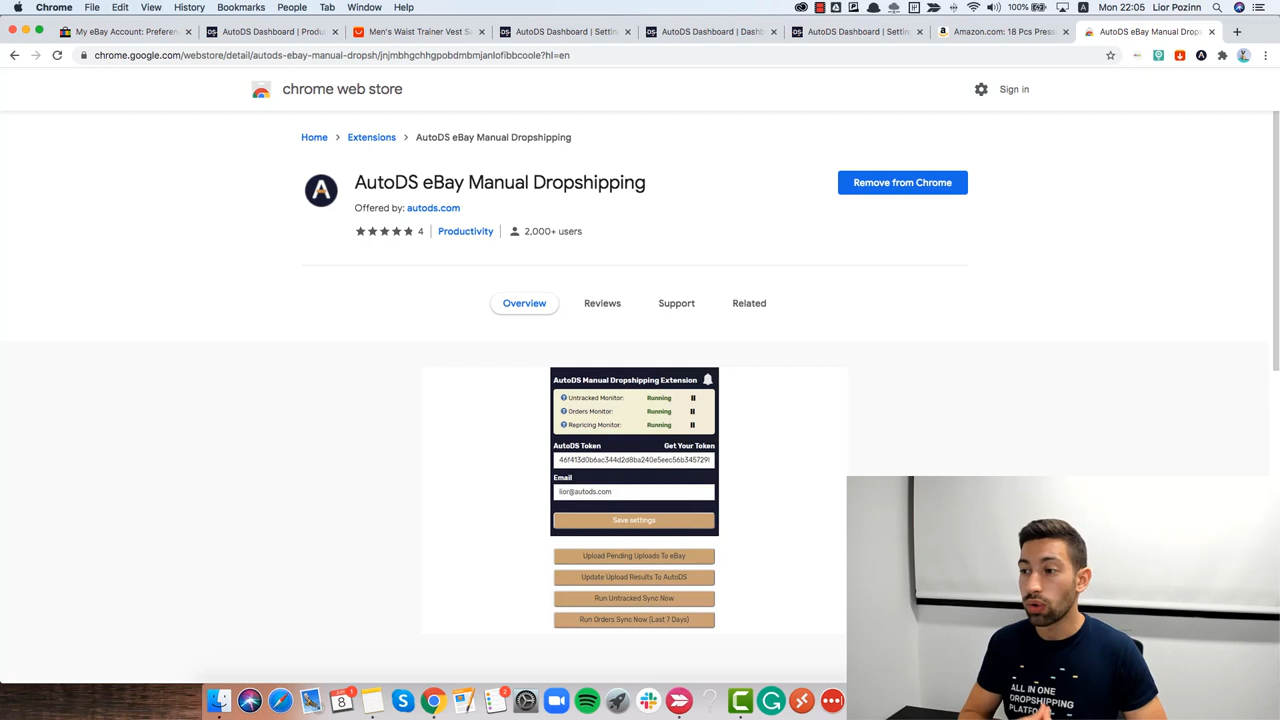 Chrome File Edit View History Bookmarks People Tab Window Help 100% Mon 22:05 Lior Pozinn
My eBay Account: Preferen AutoDS Dashboard | Produ Men's Waist Trainer Vest Sa AutoDS Dashboard | Settin AutoDS Dashboard | Dashb AutoDS Dashboard | Settin Amazon.com: 18 Pcs Press AutoDS eBay Manual Drops
chrome.google.com/webstore/detail/autods-ebay-manual-dropsh/jnjmbhgchhgpobdmbmjanlofibbcoole?hl=en
chrome web store
Sign in
Home > Extensions > AutoDS eBay Manual Dropshipping
A
AutoDS eBay Manual Dropshipping
Remove from Chrome
Offered by: autods.com
4 Productivity 2,000+ users
Overview Reviews Support Related
AutoDS Manual Dropshipping Extension
Untracked Monitor: Running
Orders Monitor: Running
Repricing Monitor: Running
AutoDS Token Get Your Token
46f413d0b6ac344d2d8ba240e5eec56b3457291
Email
lior@autods.com
Save settings
Upload Pending Uploads To eBay
Update Upload Results To AutoDS
Run Untracked Sync Now
Run Orders Sync Now (Last 7 Days)
ALL IN ONE
DROPSHIPPING
PLATFORM